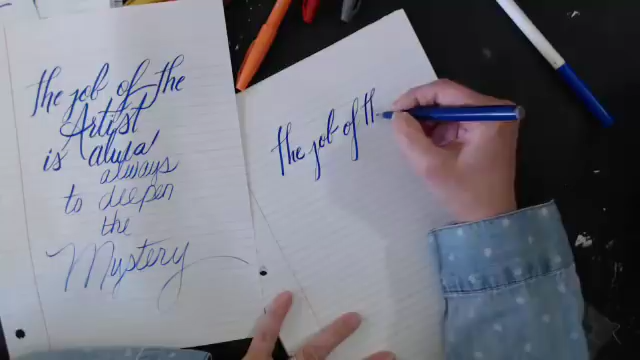 the job of the
Artist
is alwa
always
to deepen
the
Mystery
the job of th